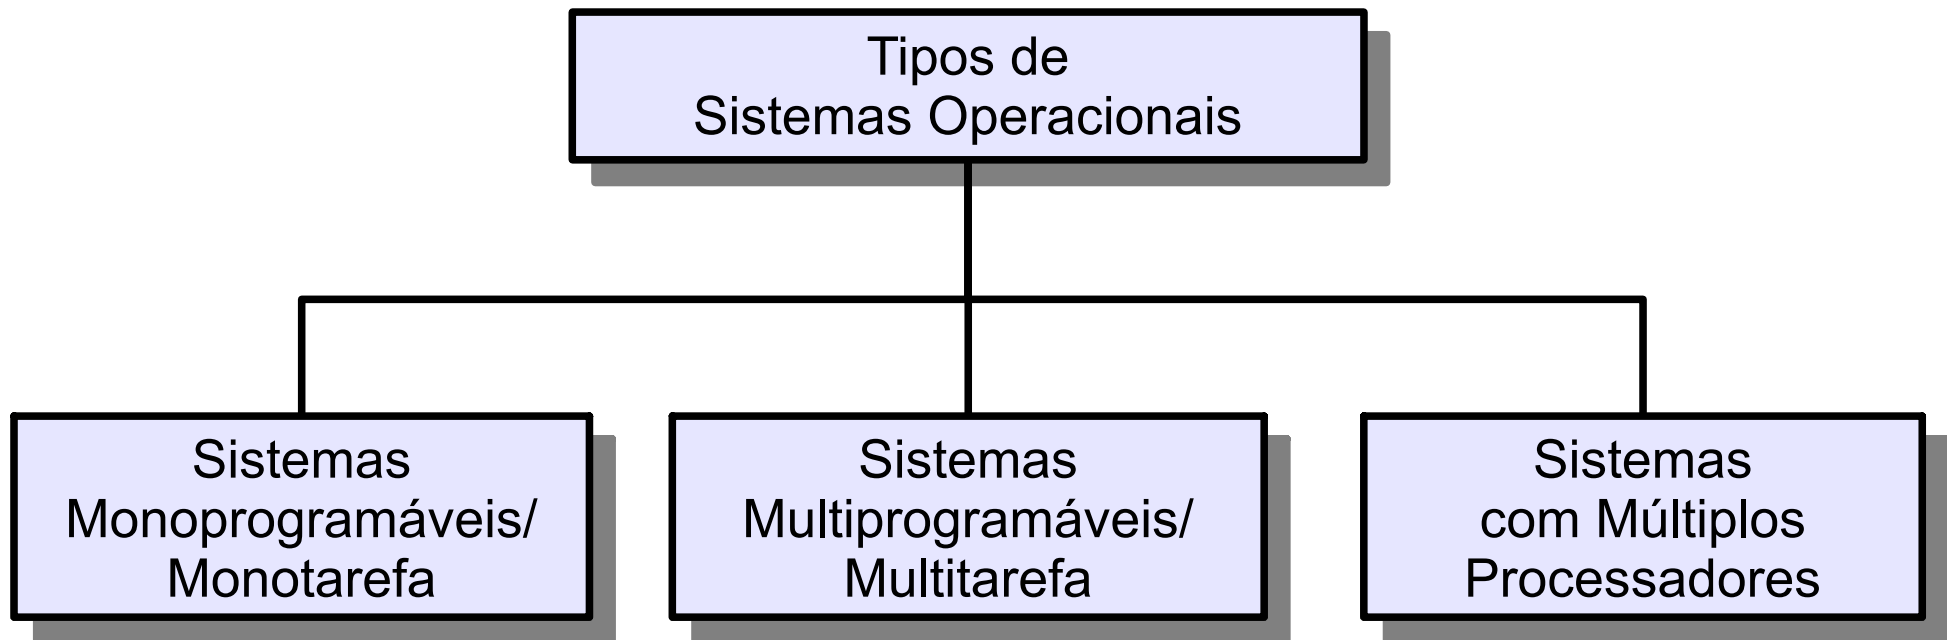 Tipos de
Sistemas Operacionais
Sistemas
Monoprogramáveis/
Monotarefa
Sistemas
Multiprogramáveis/
Multitarefa
Sistemas
com Múltiplos
Processadores